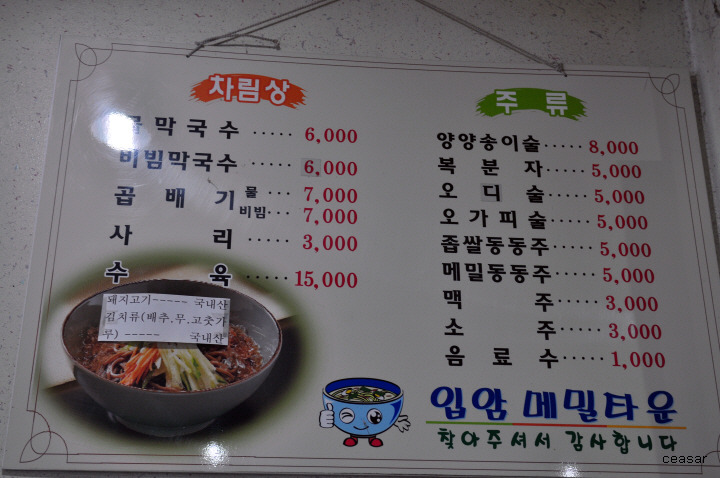 차림상
물막국수 ····· 6,000
비빔막국수 ····· 6,000
곱배기 물 ··· 7,000
비빔··· 7,000
사리 ····· 3,000
수육 ····· 15,000
돼지고기----- 국내산
김치류(배추.무.고춧가
루) ----- 국내산
주류
양양송이술····· 8,000
복분자····· 5,000
오디술····· 5,000
오가피술····· 5,000
좁쌀동동주····· 5,000
메밀동동주····· 5,000
맥주····· 3,000
소주····· 3,000
음료수····· 1,000
입암 메밀타운
찾아주셔서 감사합니다
ceasar